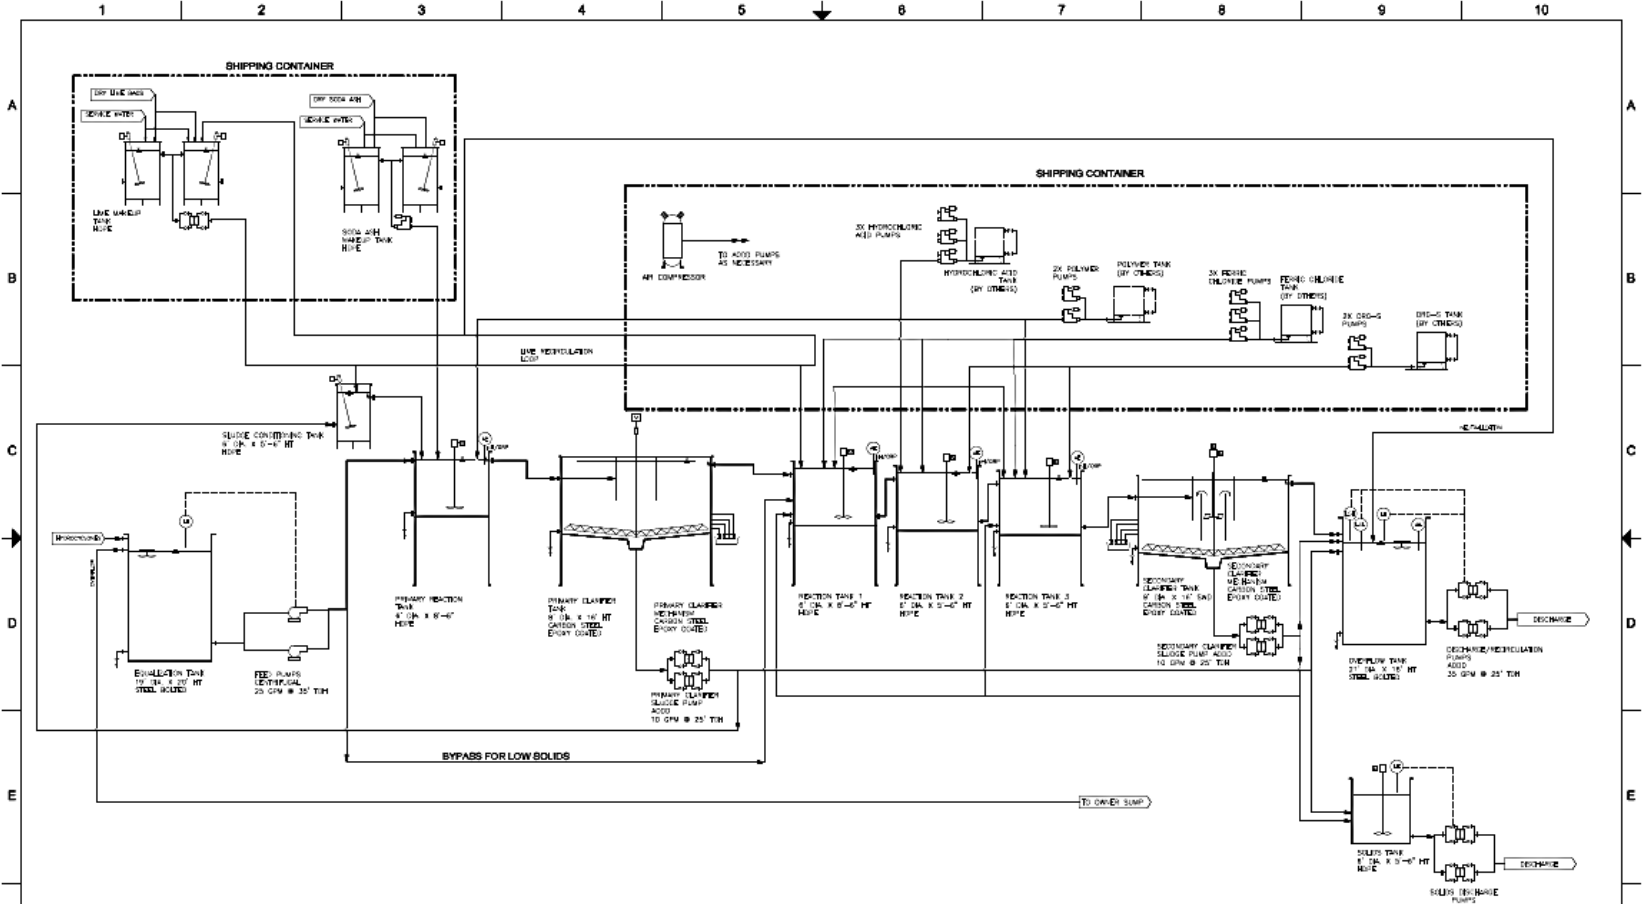 1 2 3 4 5 6 7 8 9 10
A A
SHIPPING CONTAINER
DRY LIME BAGS
SERVICE WATER
DRY SODA ASH
SERVICE WATER
LIME MAKEUP
TANK
HDPE
SODA ASH
MAKEUP TANK
HDPE
SHIPPING CONTAINER
B B
AIR COMPRESSOR
TO AODD PUMPS
AS NECESSARY
3X HYDROCHLORIC
ACID PUMPS
HYDROCHLORIC ACID
TANK
(BY OTHERS)
2X POLYMER
PUMPS
POLYMER TANK
(BY OTHERS)
3X FERRIC
CHLORIDE PUMPS
FERRIC CHLORIDE
TANK
(BY OTHERS)
PUMPS
TANK
(BY OTHERS)
LIME RECIRCULATION
LOOP
C C
SLUDGE CONDITIONING TANK
HDPE
PRIMARY REACTION
TANK
HDPE
PRIMARY CLARIFIER
TANK
8' DIA. X 16' HT
CARBON STEEL
EPOXY COATED
PRIMARY CLARIFIER
MECHANISM
CARBON STEEL
EPOXY COATED
REACTION TANK 1
HDPE
REACTION TANK 2
HDPE
REACTION TANK 3
HDPE
SECONDARY
CLARIFIER TANK
8' DIA. X 16' SWD
CARBON STEEL
EPOXY COATED
SECONDARY
CLARIFIER
MECHANISM
CARBON STEEL
EPOXY COATED
D D
EQUALIZATION TANK
STEEL BOLTED
FEED PUMPS
CENTRIFUGAL
25 GPM @ 35' TDH
PRIMARY CLARIFIER
SLUDGE PUMP
AODD
10 GPM @ 25' TDH
SECONDARY CLARIFIER
SLUDGE PUMP AODD
10 GPM @ 25' TDH
OVERFLOW TANK
STEEL BOLTED
DISCHARGE/RECIRCULATION
PUMPS
AODD
35 GPM @ 25' TDH
DISCHARGE
BYPASS FOR LOW SOLIDS
E E
TO OWNER SUMP
SOLIDS TANK
HDPE
SOLIDS DISCHARGE
PUMPS
DISCHARGE